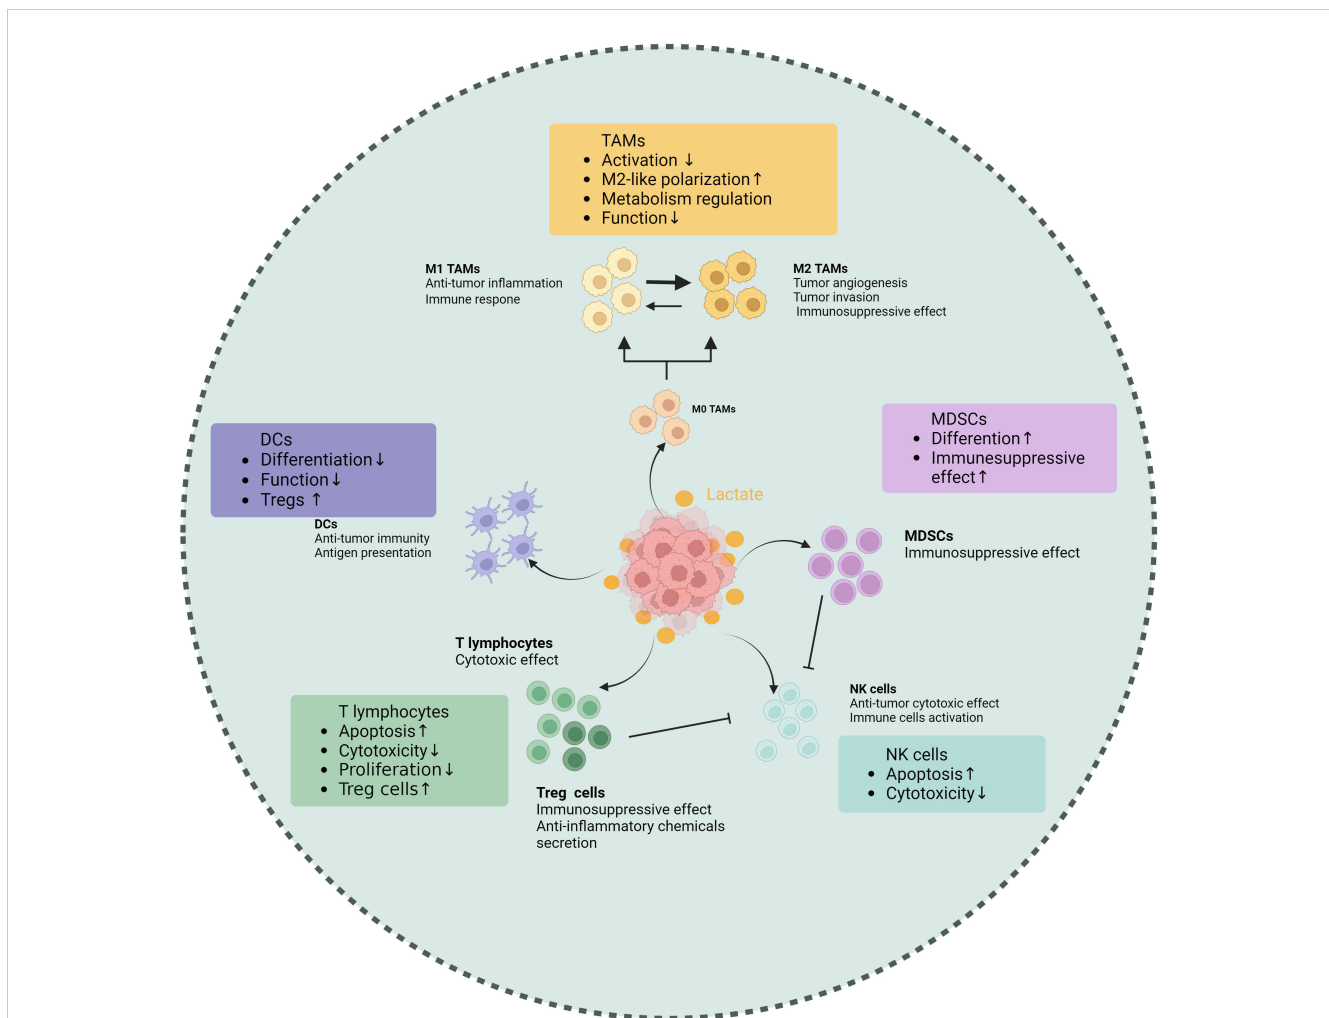 TAMs
• Activation ↓
• M2-like polarization ↑
• Metabolism regulation
• Function ↓
M1 TAMs
Anti-tumor inflammation
Immune respone
M2 TAMs
Tumor angiogenesis
Tumor invasion
Immunosuppressive effect
M0 TAMs
DCs
• Differentiation ↓
• Function ↓
• Tregs ↑
DCs
Anti-tumor immunity
Antigen presentation
Lactate
MDSCs
• Differention ↑
• Immunesuppressive
effect ↑
MDSCs
Immunosuppressive effect
T lymphocytes
Cytotoxic effect
T lymphocytes
• Apoptosis ↑
• Cytotoxicity ↓
• Proliferation ↓
• Treg cells ↑
Treg cells
Immunosuppressive effect
Anti-inflammatory chemicals
secretion
NK cells
Anti-tumor cytotoxic effect
Immune cells activation
NK cells
• Apoptosis ↑
• Cytotoxicity ↓